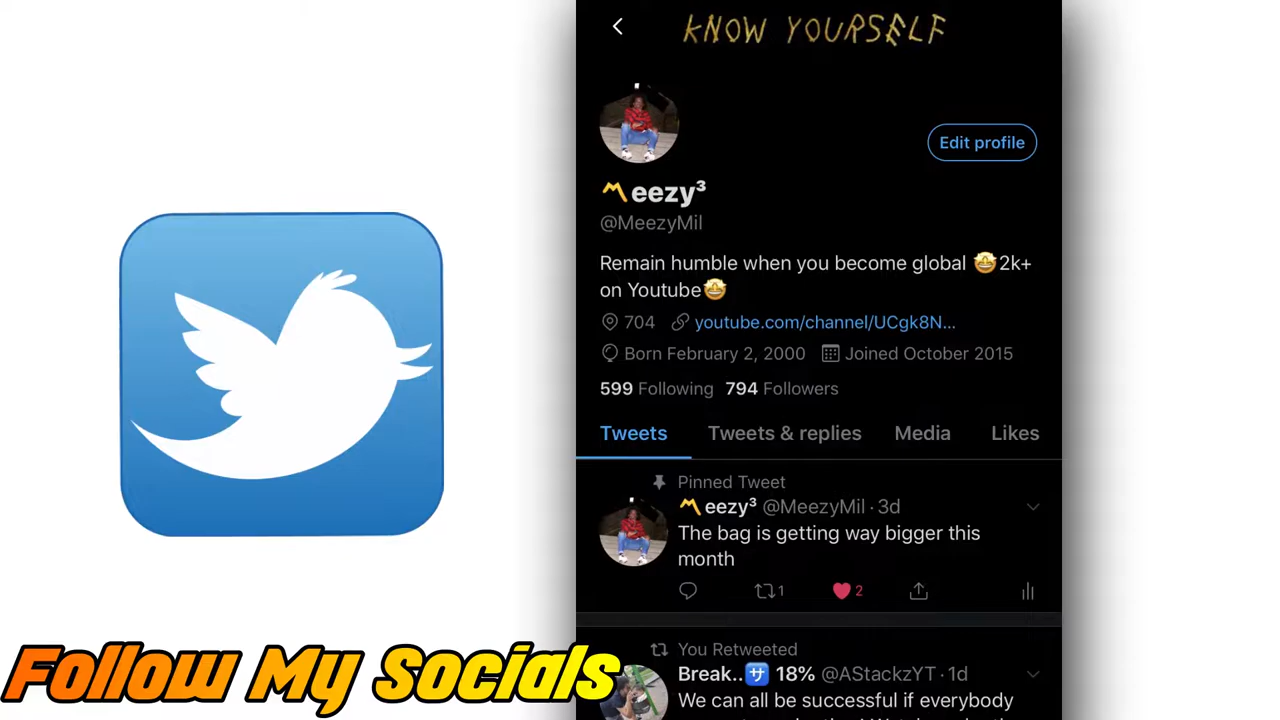 KNOW YOURSELF
Edit profile
〽️eezy³
@MeezyMil
Remain humble when you become global 🤩2k+
on Youtube🤩
704 youtube.com/channel/UCgk8N...
Born February 2, 2000 Joined October 2015
599 Following 794 Followers
Tweets Tweets & replies Media Likes
Pinned Tweet
〽️eezy³ @MeezyMil · 3d
The bag is getting way bigger this
month
1 2
You Retweeted
Break..🈂️ 18% @AStackzYT · 1d
We can all be successful if everybody
Follow My Socials